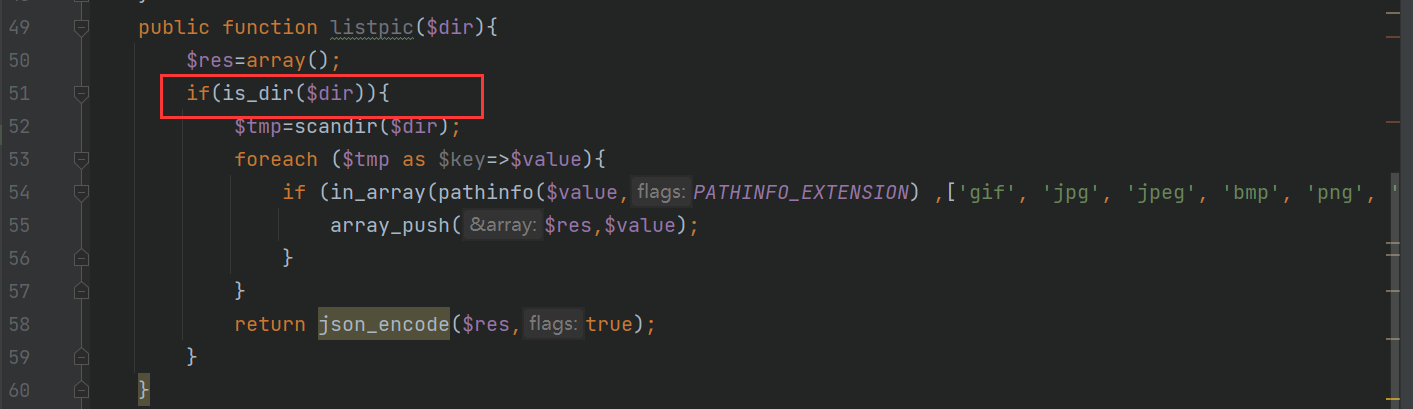 49 public function listpic($dir){
50 $res=array();
51 if(is_dir($dir)){
52 $tmp=scandir($dir);
53 foreach ($tmp as $key=>$value){
54 if (in_array(pathinfo($value, flags: PATHINFO_EXTENSION) ,['gif', 'jpg', 'jpeg', 'bmp', 'png', '
55 array_push( &array: $res,$value);
56 }
57 }
58 return json_encode($res, flags: true);
59 }
60 }